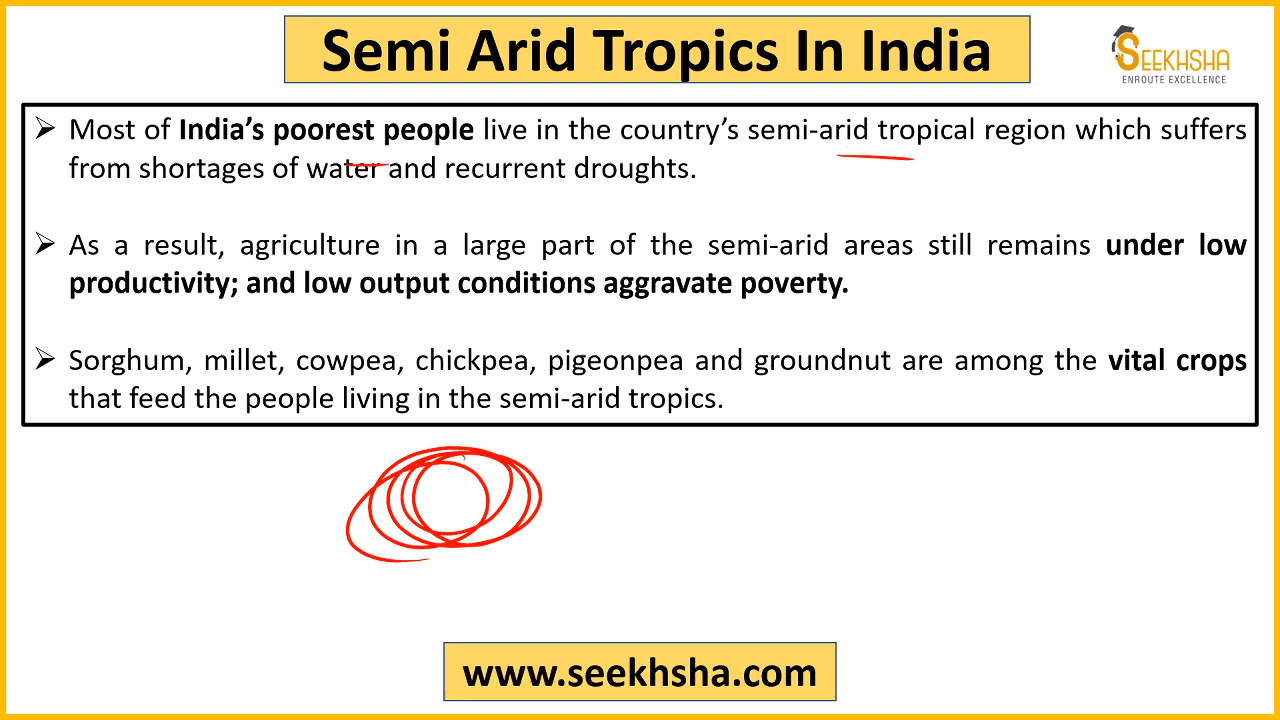 Semi Arid Tropics In India
SEEKHSHA
ENROUTE EXCELLENCE
➢ Most of India's poorest people live in the country's semi-arid tropical region which suffers
from shortages of water and recurrent droughts.
➢ As a result, agriculture in a large part of the semi-arid areas still remains under low
productivity; and low output conditions aggravate poverty.
➢ Sorghum, millet, cowpea, chickpea, pigeonpea and groundnut are among the vital crops
that feed the people living in the semi-arid tropics.
www.seekhsha.com